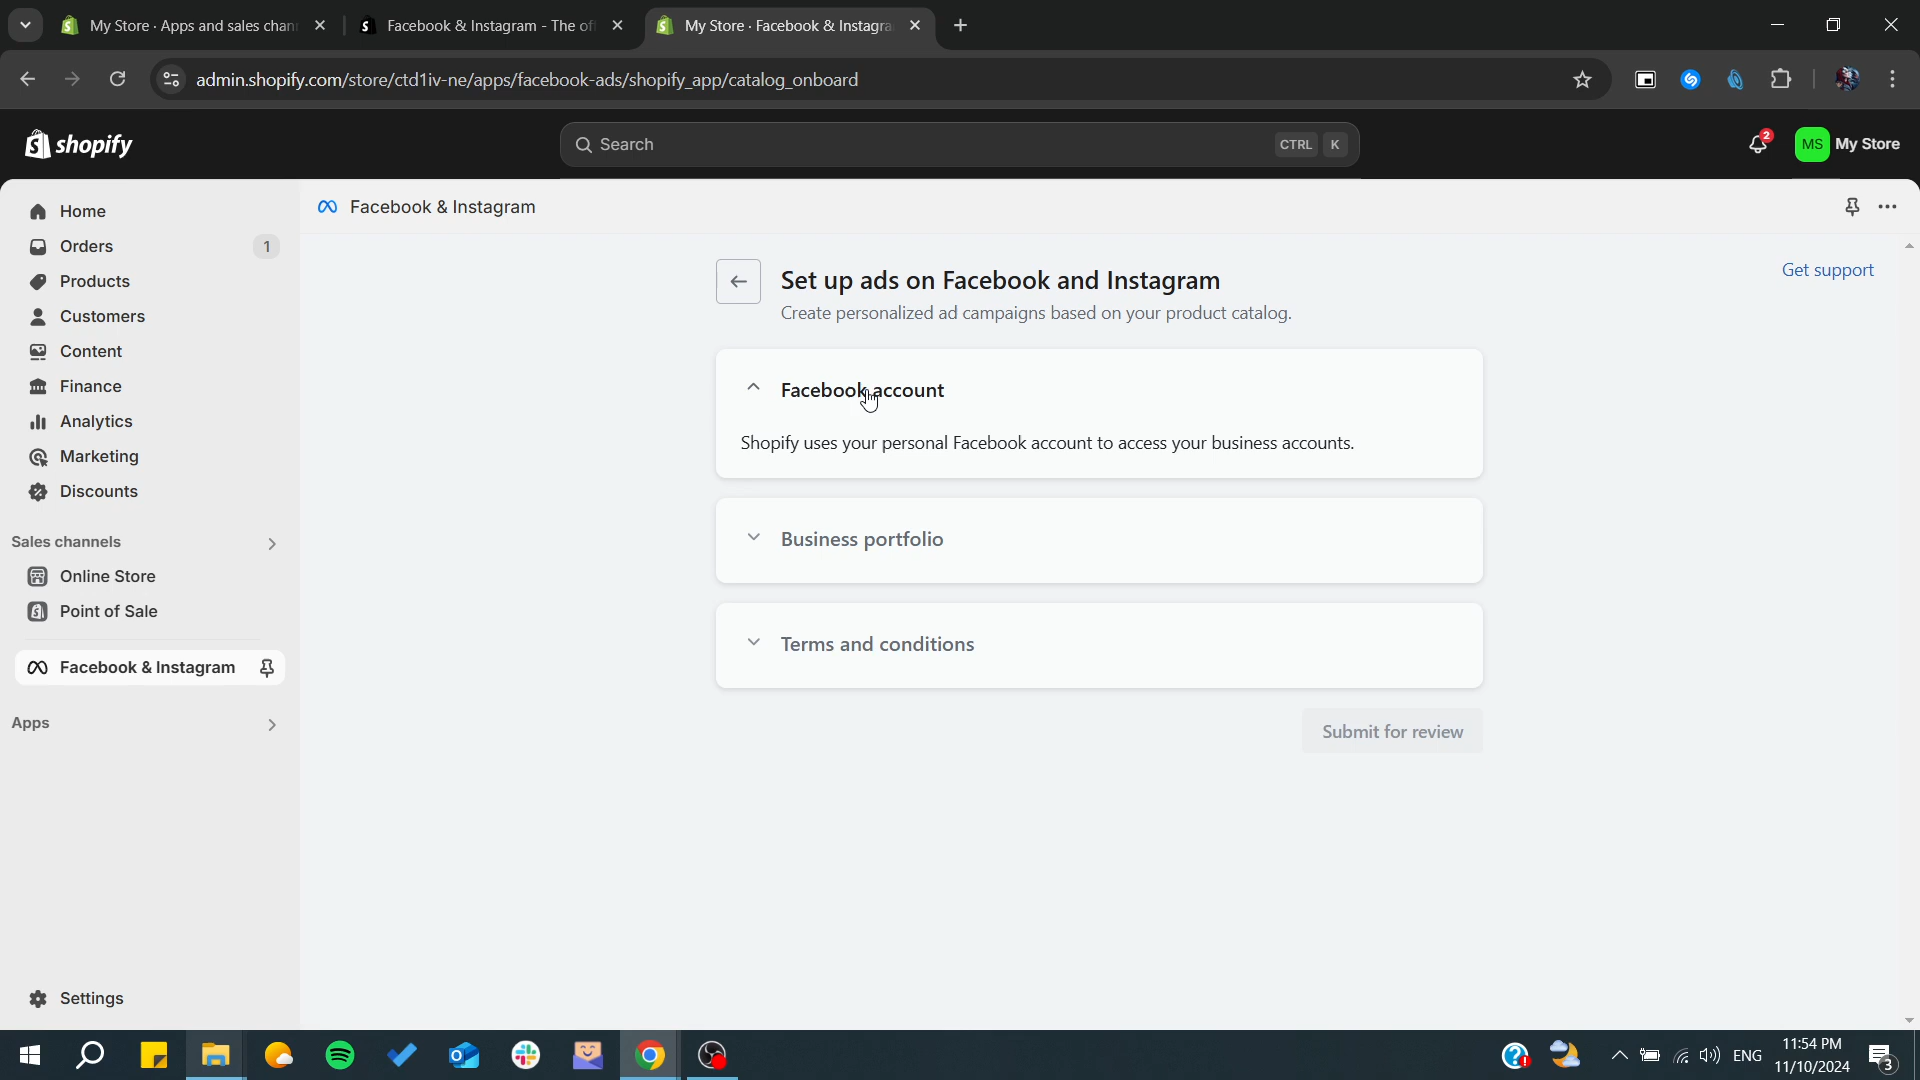 My Store · Apps and sales chan
Facebook & Instagram - The of
My Store · Facebook & Instagra
admin.shopify.com/store/ctd1iv-ne/apps/facebook-ads/shopify_app/catalog_onboard
shopify
Search
CTRL K
2
MS My Store
Home
Orders 1
Products
Customers
Content
Finance
Analytics
Marketing
Discounts
Sales channels
Online Store
Point of Sale
Facebook & Instagram
Apps
Settings
Facebook & Instagram
Get support
Set up ads on Facebook and Instagram
Create personalized ad campaigns based on your product catalog.
Facebook account
Shopify uses your personal Facebook account to access your business accounts.
Business portfolio
Terms and conditions
Submit for review
ENG
11:54 PM
11/10/2024
3